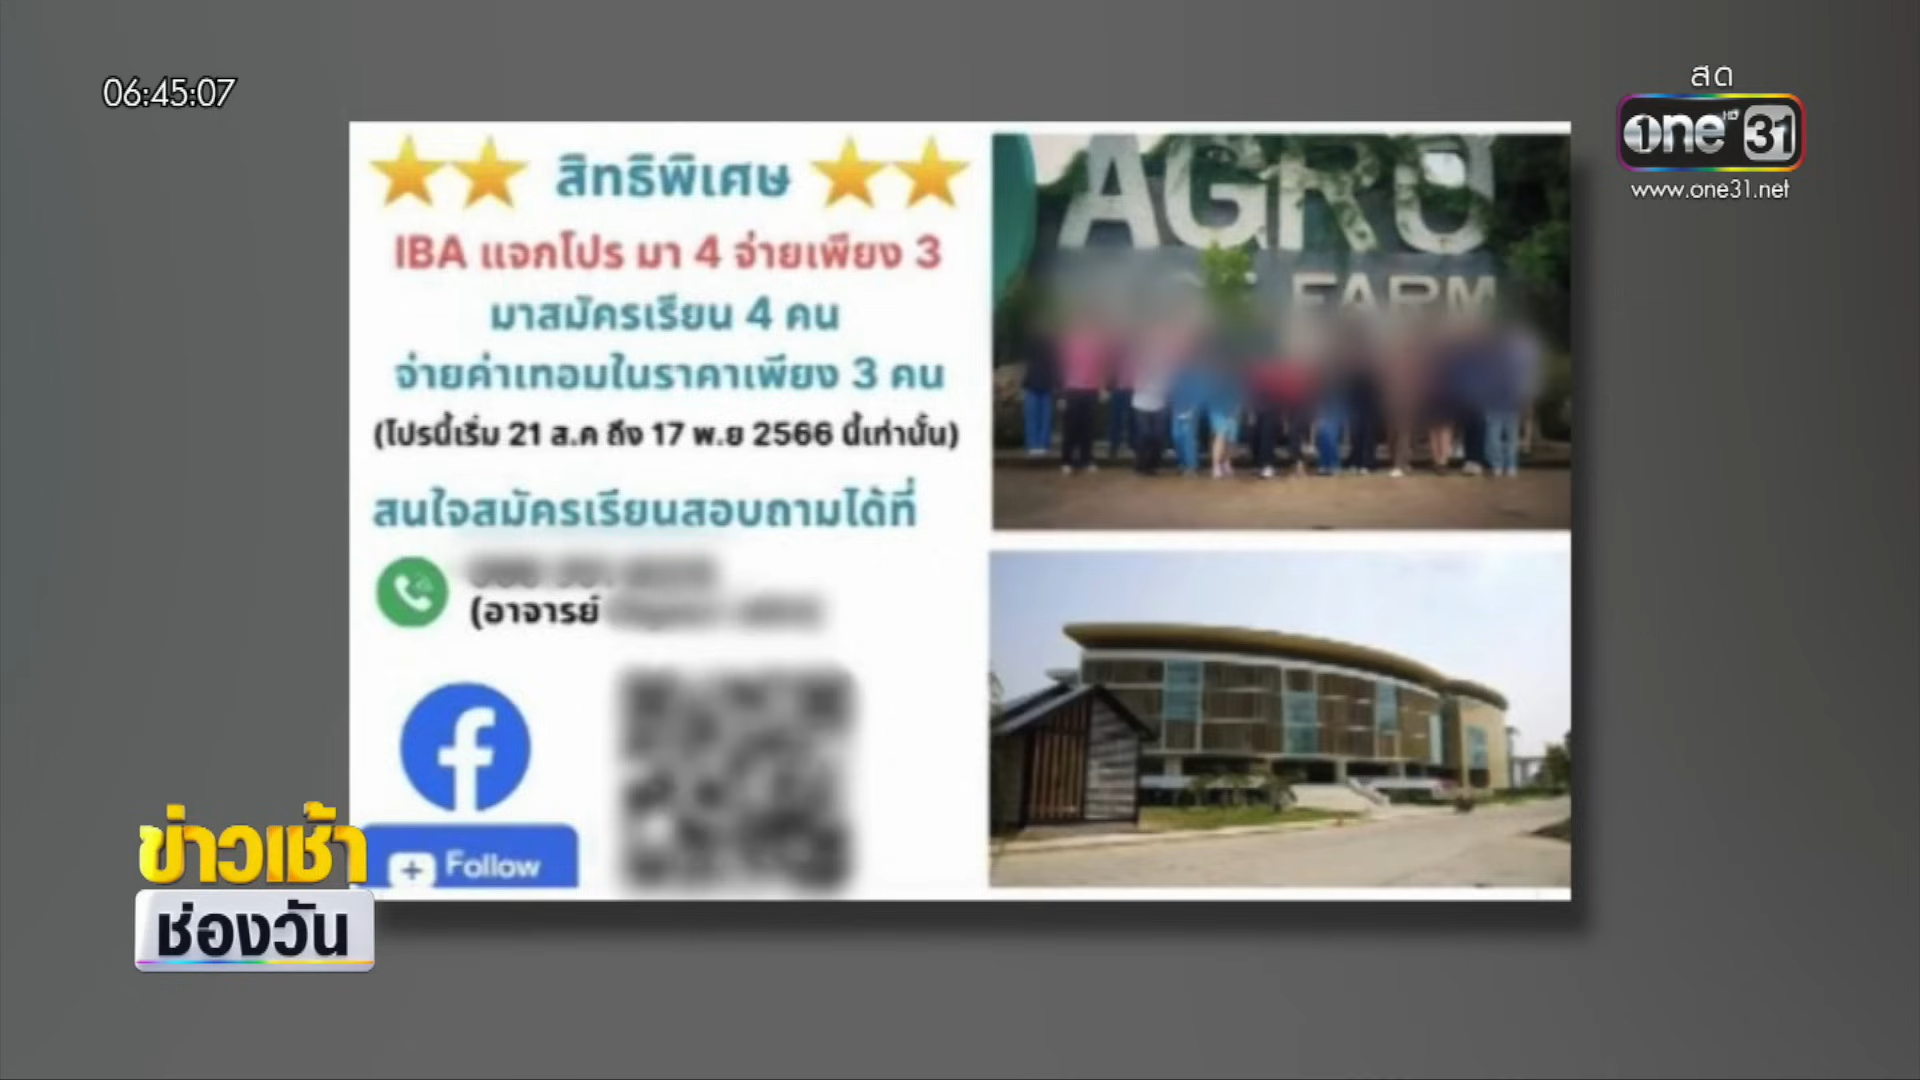 06:45:07
สด
one HD 31
www.one31.net
สิทธิพิเศษ
IBA แจกโปร มา 4 จ่ายเพียง 3
มาสมัครเรียน 4 คน
จ่ายค่าเทอมในราคาเพียง 3 คน
(โปรนี้เริ่ม 21 ส.ค ถึง 17 พ.ย 2566 นี้เท่านั้น)
สนใจสมัครเรียนสอบถามได้ที่
(อาจารย์
Follow
AGRO
FARM
ข่าวเช้า
ช่องวัน